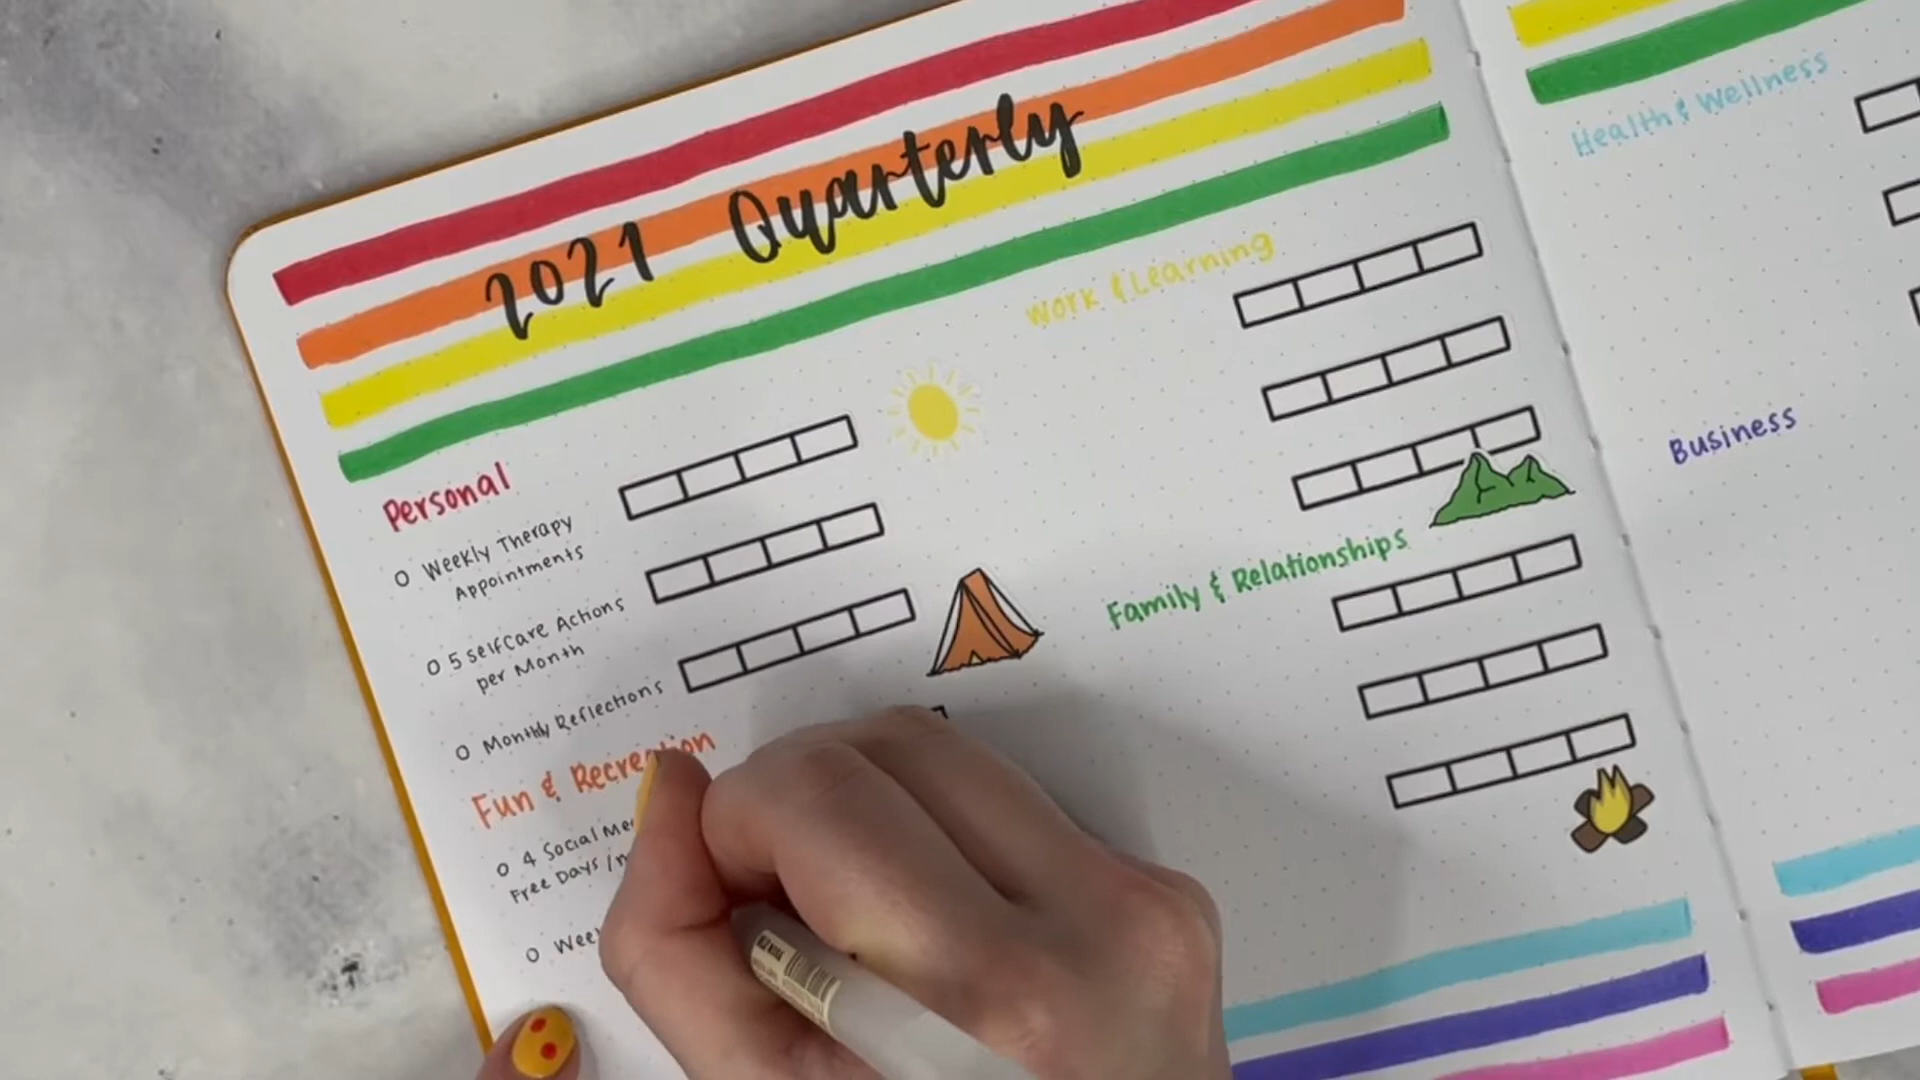 2021 Quarterly
Personal
Weekly Therapy
Appointments
5 selfcare Actions
per Month
Monthly Reflections
Fun & Recreation
4 Social
Free Days
Work & Learning
Family & Relationships
Health & Wellness
Business